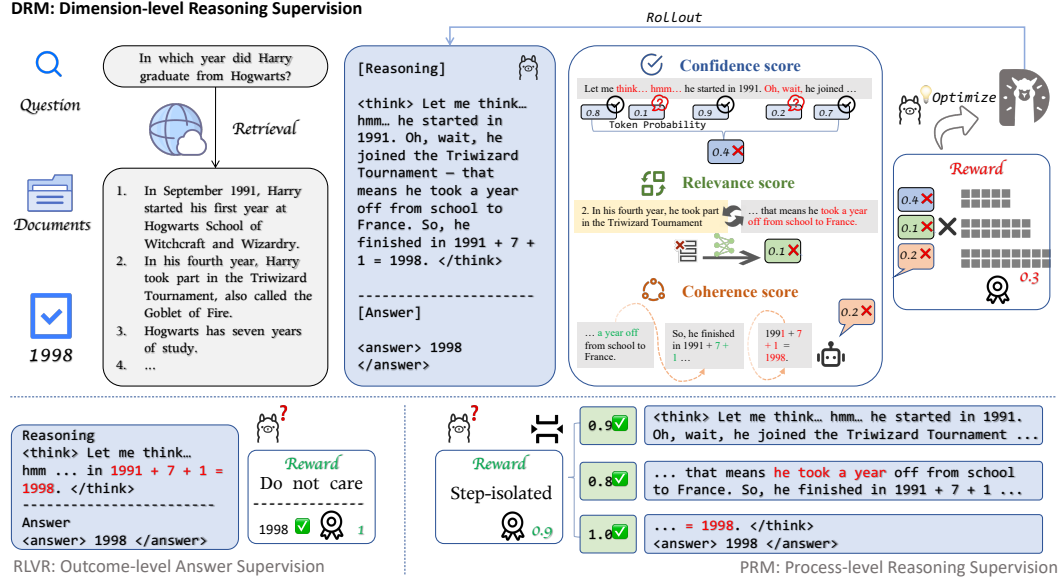 DRM: Dimension-level Reasoning Supervision
Rollout
Question
In which year did Harry
graduate from Hogwarts?
Retrieval
Documents
1. In September 1991, Harry
started his first year at
Hogwarts School of
Witchcraft and Wizardry.
2. In his fourth year, Harry
took part in the Triwizard
Tournament, also called the
Goblet of Fire.
3. Hogwarts has seven years
of study.
4. ...
1998
[Reasoning]
<think> Let me think…
hmm… he started in
1991. Oh, wait, he
joined the Triwizard
Tournament — that
means he took a year
off from school to
France. So, he
finished in 1991 + 7 +
1 = 1998. </think>
-----------------------
[Answer]
<answer> 1998
</answer>
Confidence score
Let me think… hmm… he started in 1991. Oh, wait, he joined …
0.8 0.1 0.9 0.2 0.7
Token Probability
0.4
Relevance score
2. In his fourth year, he took part
in the Triwizard Tournament
… that means he took a year
off from school to France.
0.1
Coherence score
0.2
… a year off
from school to
France.
So, he finished
in 1991 + 7 +
1 …
1991 + 7
+ 1 =
1998.
Optimize
Reward
0.4
0.1
0.2
0.3
Reasoning
<think> Let me think…
hmm ... in 1991 + 7 + 1 =
1998. </think>
------------------------
Answer
<answer> 1998 </answer>
?
Reward
Do not care
1998 1
RLVR: Outcome-level Answer Supervision
?
Reward
Step-isolated
0.9
0.9
<think> Let me think… hmm… he started in 1991.
Oh, wait, he joined the Triwizard Tournament ...
0.8
... that means he took a year off from school
to France. So, he finished in 1991 + 7 + 1 ...
1.0
... = 1998. </think>
<answer> 1998 </answer>
PRM: Process-level Reasoning Supervision